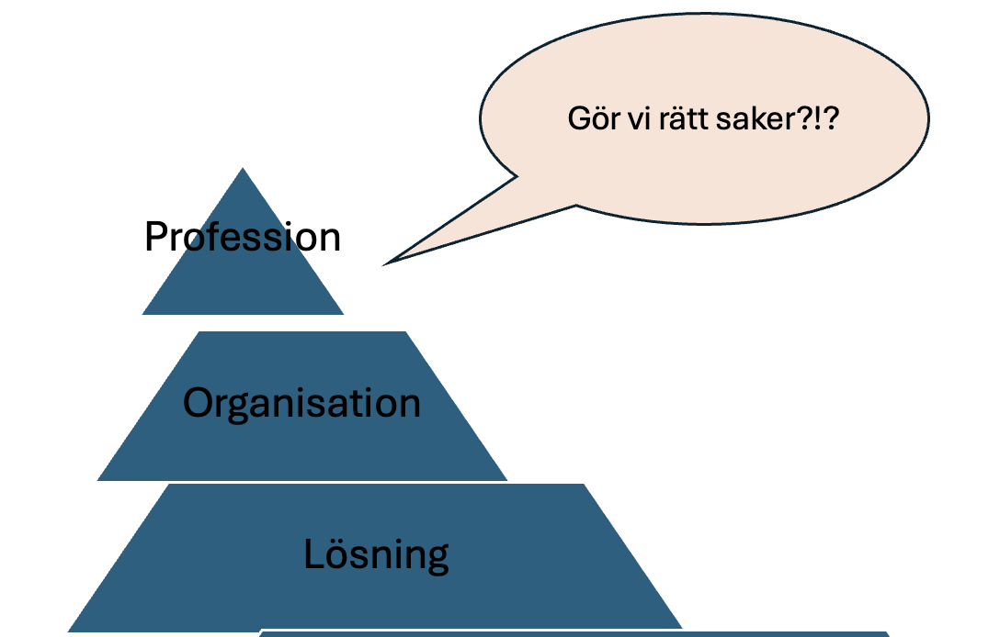 Gör vi rätt saker?!?
Profession
Organisation
Lösning